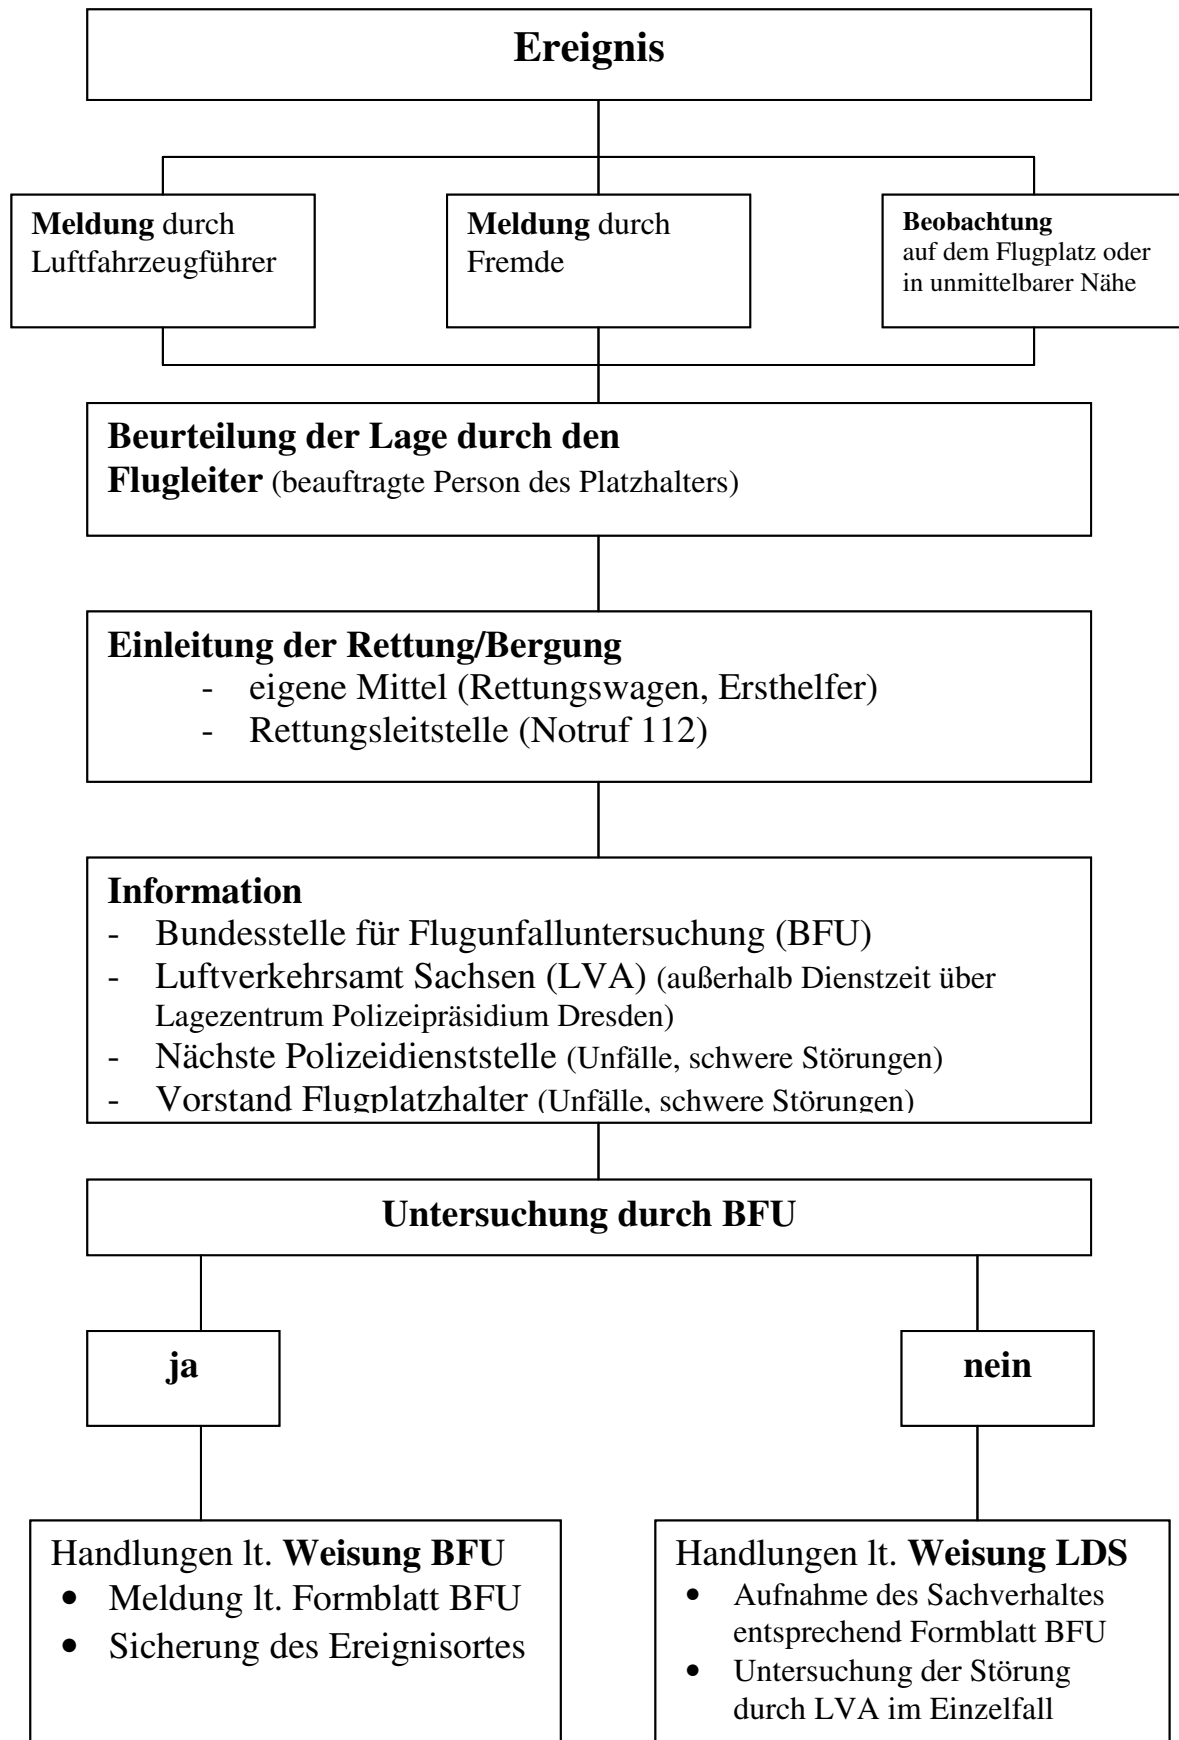 Ereignis
Meldung durch
Luftfahrzeugführer
Meldung durch
Fremde
Beobachtung
auf dem Flugplatz oder
in unmittelbarer Nähe
Beurteilung der Lage durch den
Flugleiter (beauftragte Person des Platzhalters)
Einleitung der Rettung/Bergung
- eigene Mittel (Rettungswagen, Ersthelfer)
- Rettungsleitstelle (Notruf 112)
Information
- Bundesstelle für Flugunfalluntersuchung (BFU)
- Luftverkehrsamt Sachsen (LVA) (außerhalb Dienstzeit über
Lagezentrum Polizeipräsidium Dresden)
- Nächste Polizeidienststelle (Unfälle, schwere Störungen)
- Vorstand Flugplatzhalter (Unfälle, schwere Störungen)
Untersuchung durch BFU
ja
nein
Handlungen lt. Weisung BFU
• Meldung lt. Formblatt BFU
• Sicherung des Ereignisortes
Handlungen lt. Weisung LDS
• Aufnahme des Sachverhaltes
entsprechend Formblatt BFU
• Untersuchung der Störung
durch LVA im Einzelfall